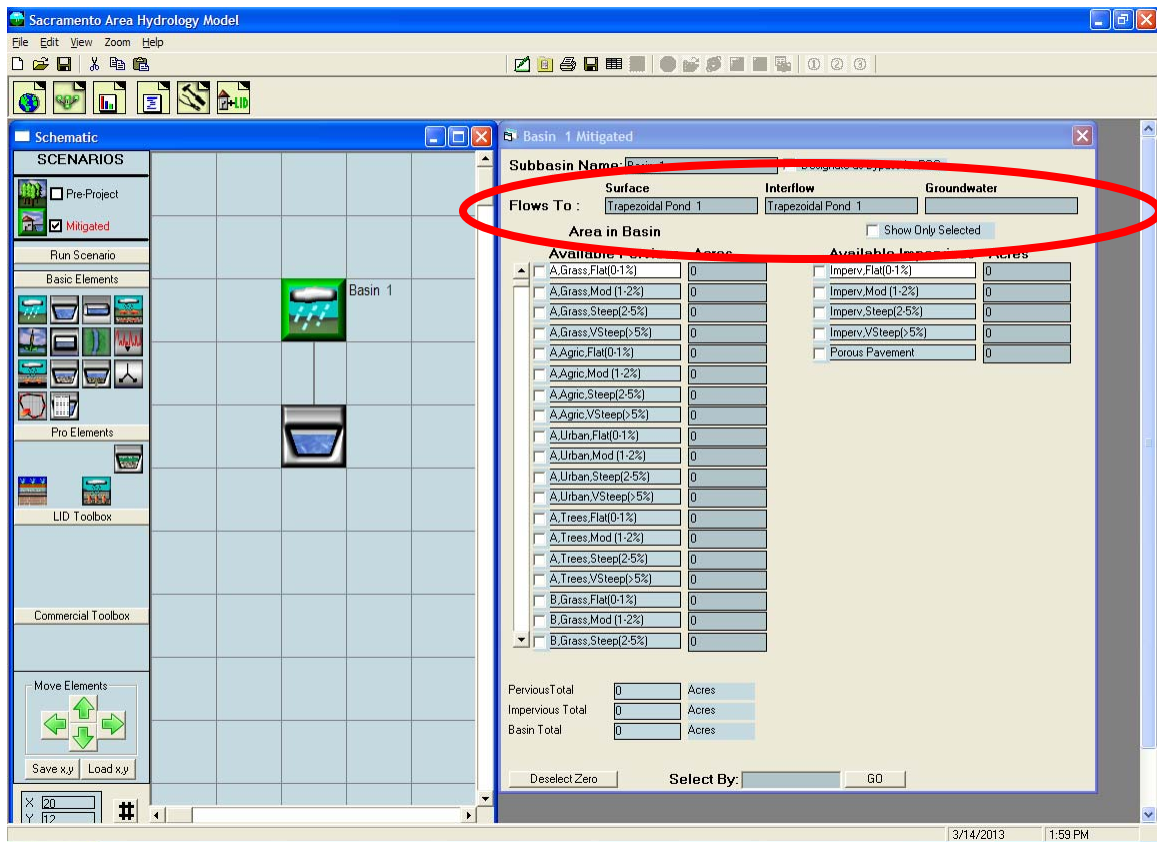 Sacramento Area Hydrology Model
File Edit View Zoom Help
Schematic
SCENARIOS
Pre-Project
Mitigated
Run Scenario
Basic Elements
Pro Elements
LID Toolbox
Commercial Toolbox
Move Elements
Save x,y Load x,y
X 20
Y 12
#
Basin 1
+LID
Basin 1 Mitigated
Subbasin Name: Basin 1
Surface Interflow Groundwater
Flows To : Trapezoidal Pond 1 Trapezoidal Pond 1
Area in Basin Show Only Selected
Available Pervious Acres Available Impervious Acres
A,Grass,Flat(0-1%) 0 Imperv,Flat(0-1%) 0
A,Grass,Mod (1-2%) 0 Imperv,Mod (1-2%) 0
A,Grass,Steep(2-5%) 0 Imperv,Steep(2-5%) 0
A,Grass,VSteep(>5%) 0 Imperv,VSteep(>5%) 0
A,Agric,Flat(0-1%) 0 Porous Pavement 0
A,Agric,Mod (1-2%) 0
A,Agric,Steep(2-5%) 0
A,Agric,VSteep(>5%) 0
A,Urban,Flat(0-1%) 0
A,Urban,Mod (1-2%) 0
A,Urban,Steep(2-5%) 0
A,Urban,VSteep(>5%) 0
A,Trees,Flat(0-1%) 0
A,Trees,Mod (1-2%) 0
A,Trees,Steep(2-5%) 0
A,Trees,VSteep(>5%) 0
B,Grass,Flat(0-1%) 0
B,Grass,Mod (1-2%) 0
B,Grass,Steep(2-5%) 0
PerviousTotal 0 Acres
Impervious Total 0 Acres
Basin Total 0 Acres
Deselect Zero Select By: GO
3/14/2013 1:59 PM